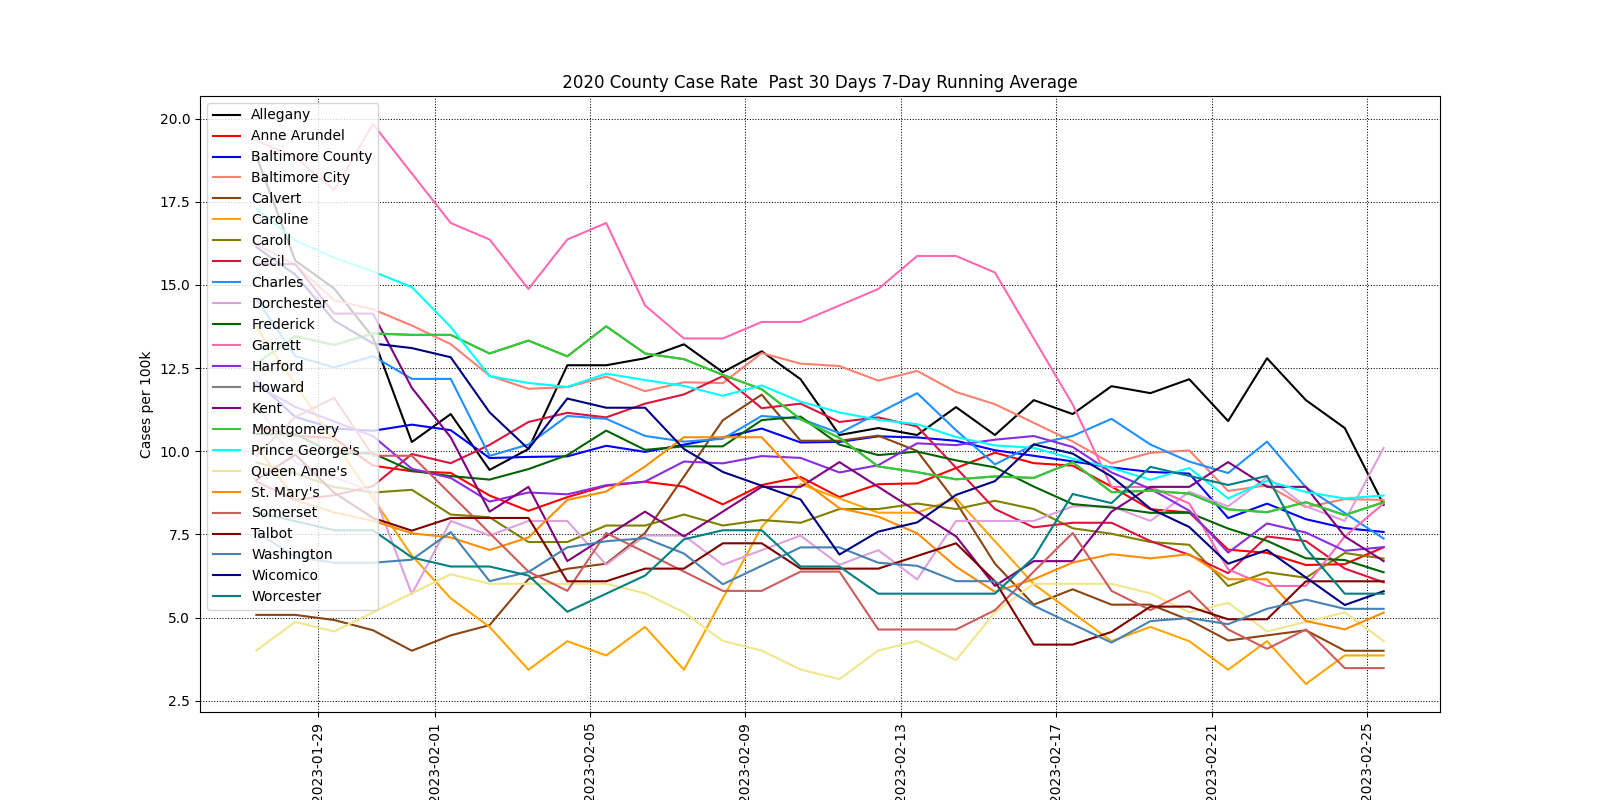 2020 County Case Rate  Past 30 Days 7-Day Running Average
Cases per 100k
20.0
17.5
15.0
12.5
10.0
7.5
5.0
2.5
Allegany
Anne Arundel
Baltimore County
Baltimore City
Calvert
Caroline
Caroll
Cecil
Charles
Dorchester
Frederick
Garrett
Harford
Howard
Kent
Montgomery
Prince George's
Queen Anne's
St. Mary's
Somerset
Talbot
Washington
Wicomico
Worcester
2023-01-29
2023-02-01
2023-02-05
2023-02-09
2023-02-13
2023-02-17
2023-02-21
2023-02-25